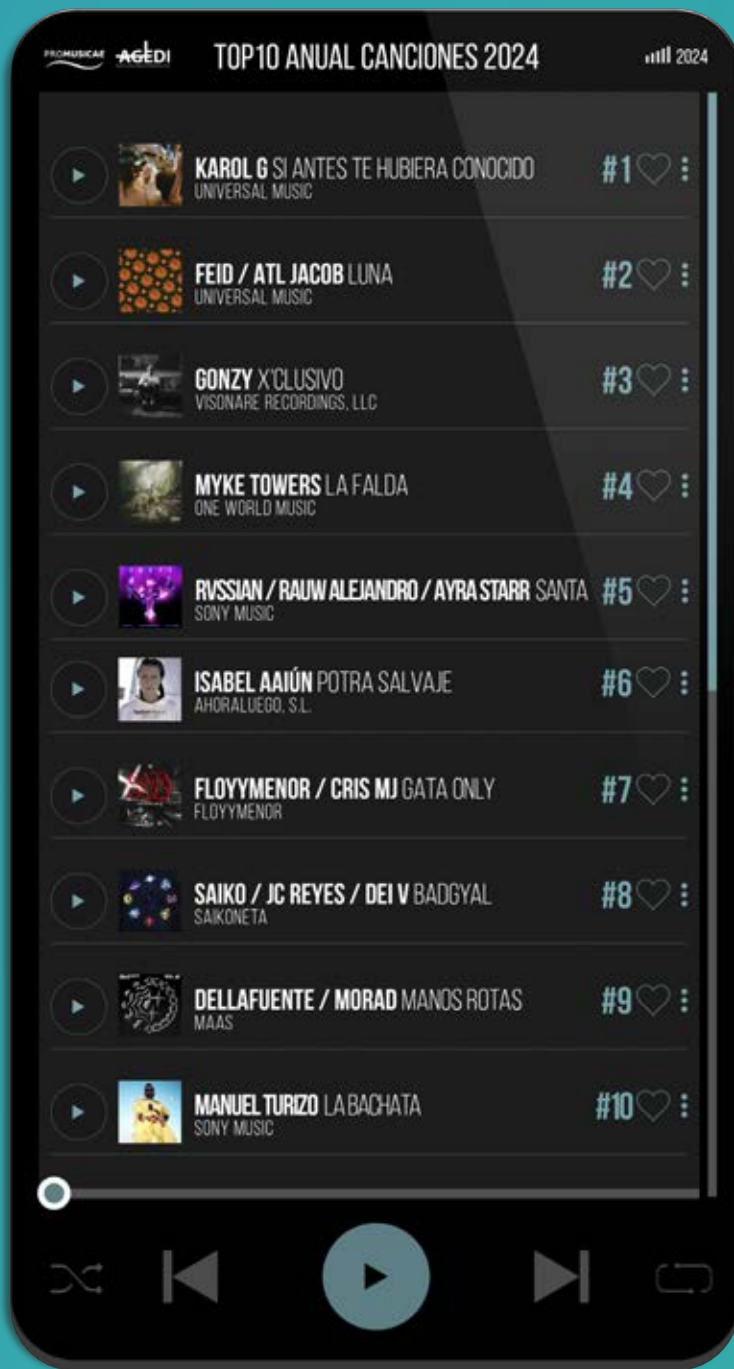 PROMUSICAE AGEDI TOP10 ANUAL CANCIONES 2024 2024
KAROL G SI ANTES TE HUBIERA CONOCIDO #1
UNIVERSAL MUSIC
FEID / ATL JACOB LUNA #2
UNIVERSAL MUSIC
GONZY X'CLUSIVO #3
VISONARE RECORDINGS, LLC
MYKE TOWERS LA FALDA #4
ONE WORLD MUSIC
RVSSIAN / RAUW ALEJANDRO / AYRA STARR SANTA #5
SONY MUSIC
ISABEL AAIÚN POTRA SALVAJE #6
AHORALUEGO, S.L.
FLOYYMENOR / CRIS MJ GATA ONLY #7
FLOYYMENOR
SAIKO / JC REYES / DEI V BADGYAL #8
SAIKONETA
DELLAFUENTE / MORAD MANOS ROTAS #9
MAAS
MANUEL TURIZO LA BACHATA #10
SONY MUSIC